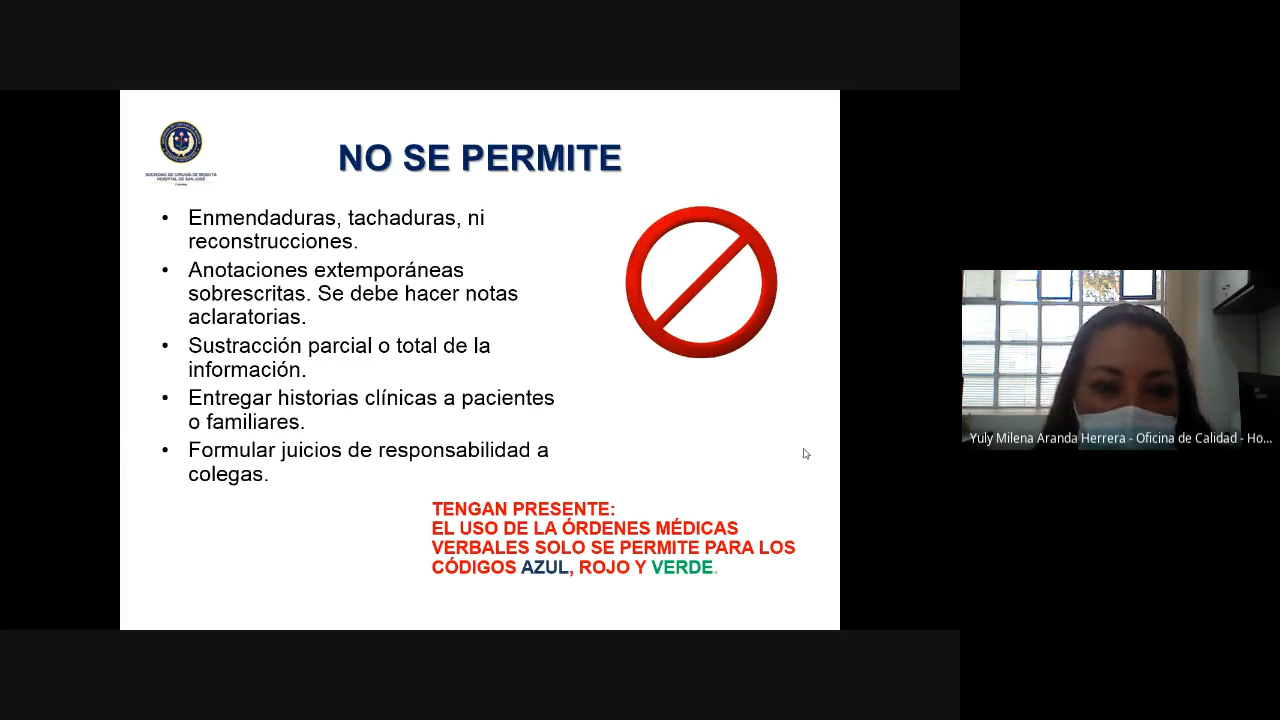 SOCIEDAD DE CIRUGÍA DE BOGOTÁ
HOSPITAL DE SAN JOSÉ
NO SE PERMITE
• Enmendaduras, tachaduras, ni
reconstrucciones.
• Anotaciones extemporáneas
sobrescritas. Se debe hacer notas
aclaratorias.
• Sustracción parcial o total de la
información.
• Entregar historias clínicas a pacientes
o familiares.
• Formular juicios de responsabilidad a
colegas.
TENGAN PRESENTE:
EL USO DE LA ÓRDENES MÉDICAS
VERBALES SOLO SE PERMITE PARA LOS
CÓDIGOS AZUL, ROJO Y VERDE.
Yuly Milena Aranda Herrera - Oficina de Calidad - Ho...